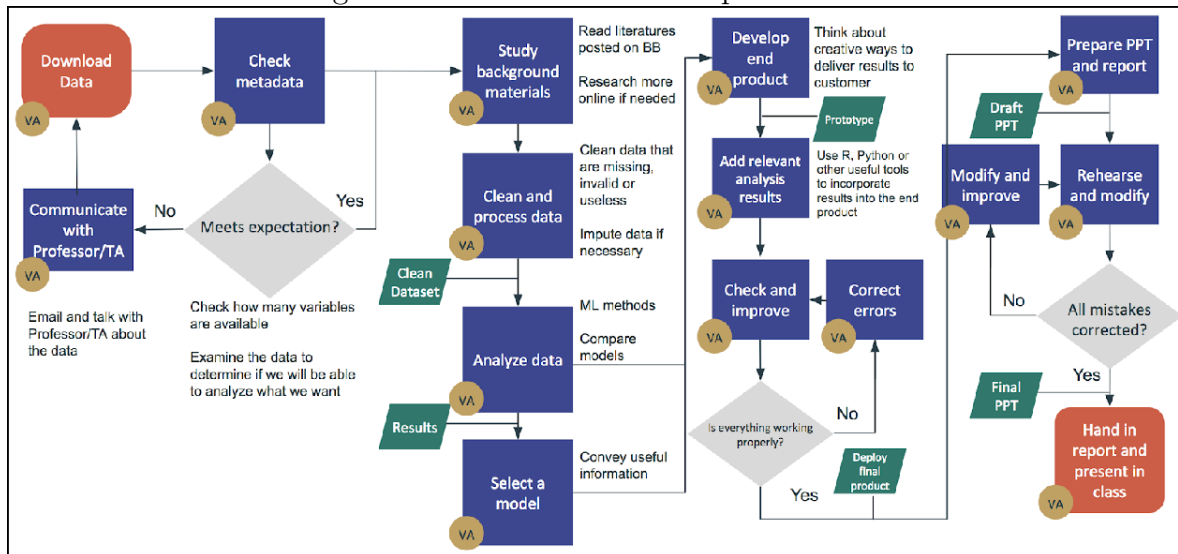 Download
Data
VA
Check
metadata
VA
Communicate
with
Professor/TA
VA
No
Meets expectation?
Yes
Email and talk with
Professor/TA about
the data
Check how many variables
are available
Examine the data to
determine if we will be able
to analyze what we want
Study
background
materials
VA
Read literatures
posted on BB
Research more
online if needed
Clean and
process data
VA
Clean data that
are missing,
invalid or
useless
Impute data if
necessary
Clean
Dataset
Analyze data
VA
ML methods
Compare
models
Results
Select a
model
VA
Convey useful
information
Develop
end
product
VA
Think about
creative ways to
deliver results to
customer
Prototype
Add relevant
analysis
results
VA
Use R, Python or
other useful tools
to incorporate
results into the end
product
Check and
improve
VA
Correct
errors
VA
Is everything working
properly?
No
Yes
Deploy final
product
Prepare PPT
and report
VA
Draft
PPT
Modify and
improve
VA
Rehearse
and modify
VA
No
All mistakes
corrected?
Yes
Final
PPT
Hand in
report and
present in
class
VA